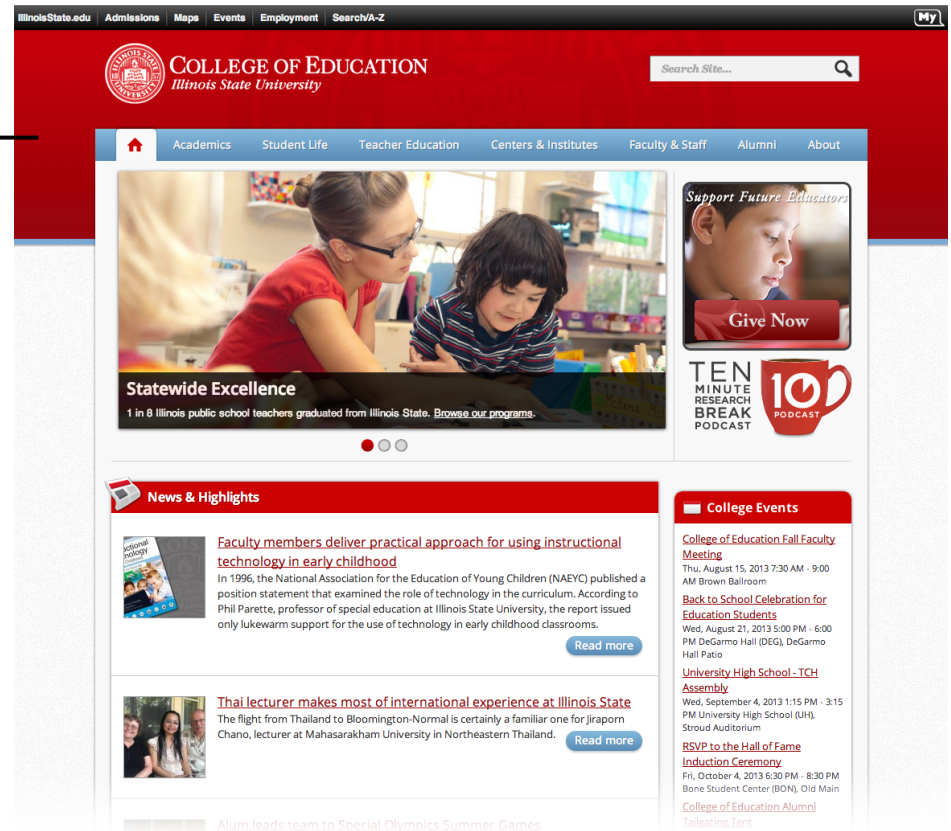 IllinoisState.edu Admissions Maps Events Employment Search/A-Z My
COLLEGE OF EDUCATION
Illinois State University
Search Site...
Academics Student Life Teacher Education Centers & Institutes Faculty & Staff Alumni About
Support Future Educators
Give Now
Statewide Excellence
1 in 8 Illinois public school teachers graduated from Illinois State. Browse our programs.
TEN
MINUTE
RESEARCH
BREAK
PODCAST
10
PODCAST
News & Highlights
Faculty members deliver practical approach for using instructional
technology in early childhood
In 1996, the National Association for the Education of Young Children (NAEYC) published a
position statement that examined the role of technology in the curriculum. According to
Phil Parette, professor of special education at Illinois State University, the report issued
only lukewarm support for the use of technology in early childhood classrooms.
Read more
Thai lecturer makes most of international experience at Illinois State
The flight from Thailand to Bloomington-Normal is certainly a familiar one for Jiraporn
Chano, lecturer at Mahasarakham University in Northeastern Thailand.
Read more
Alum leads team to Special Olympics Summer Games
College Events
College of Education Fall Faculty
Meeting
Thu, August 15, 2013 7:30 AM - 9:00
AM Brown Ballroom
Back to School Celebration for
Education Students
Wed, August 21, 2013 5:00 PM - 6:00
PM DeGarmo Hall (DEG), DeGarmo
Hall Patio
University High School - TCH
Assembly
Wed, September 4, 2013 1:15 PM - 3:15
PM University High School (UH),
Stroud Auditorium
RSVP to the Hall of Fame
Induction Ceremony
Fri, October 4, 2013 6:30 PM - 8:30 PM
Bone Student Center (BON), Old Main
College of Education Alumni
Tailgating Tent